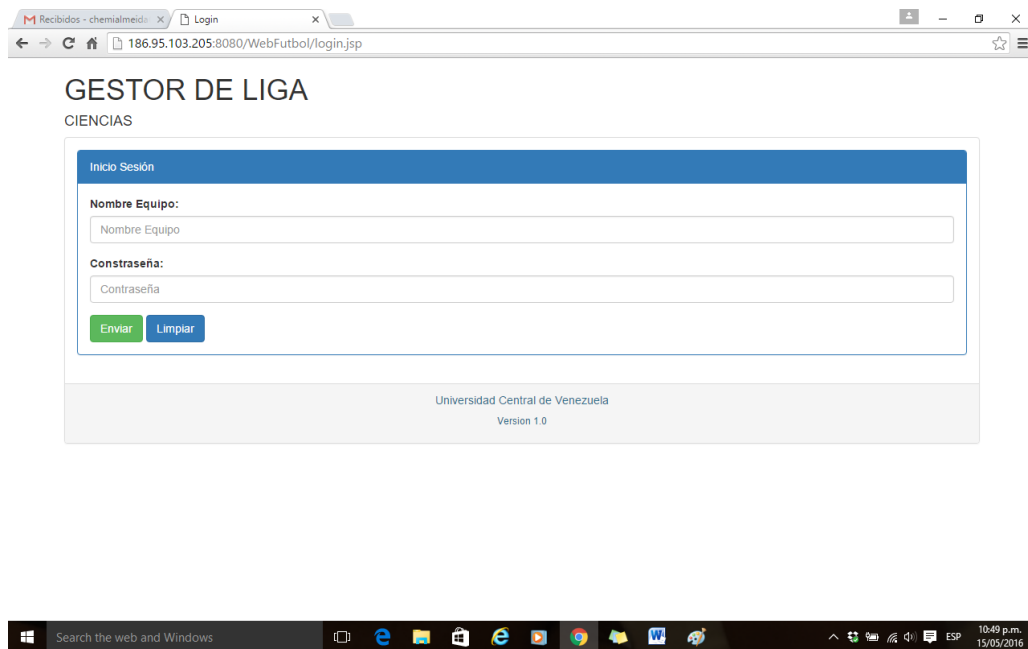 Recibidos - chemialmeida
Login
186.95.103.205:8080/WebFutbol/login.jsp
GESTOR DE LIGA
CIENCIAS
Inicio Sesión
Nombre Equipo:
Nombre Equipo
Constraseña:
Contraseña
Enviar Limpiar
Universidad Central de Venezuela
Version 1.0
Search the web and Windows
ESP
10:49 p.m.
15/05/2016